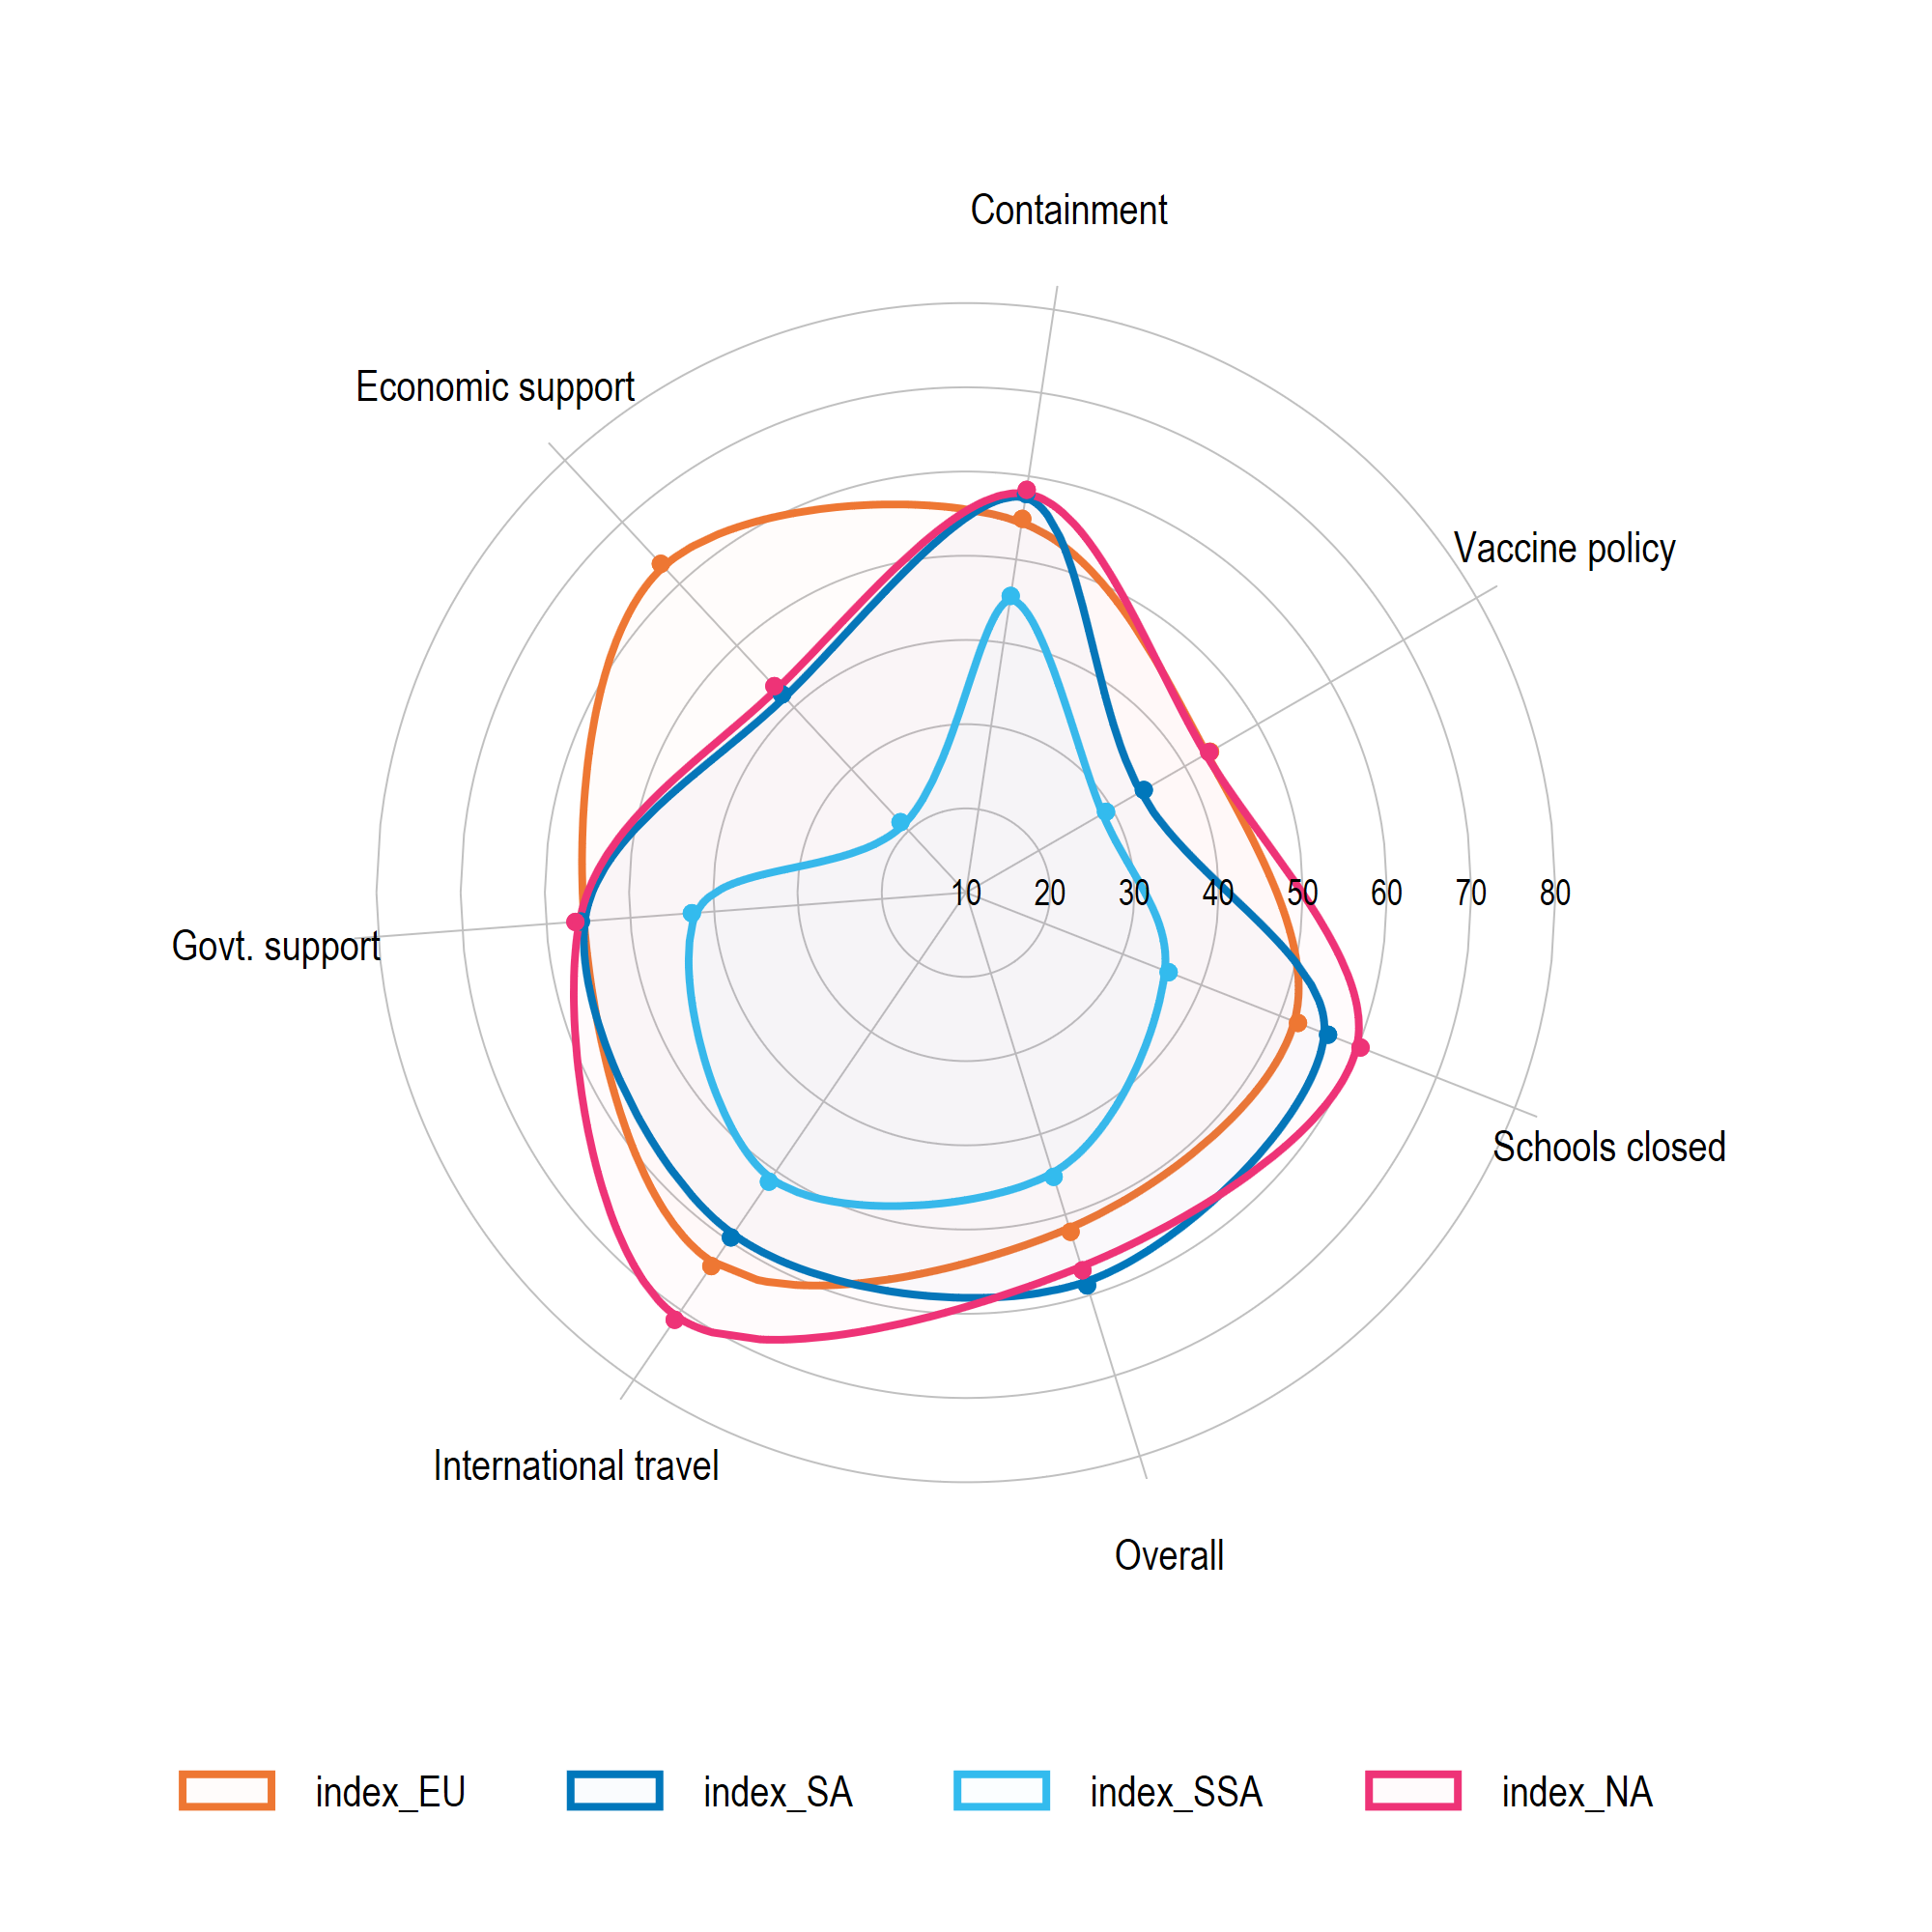 Containment
Economic support
Vaccine policy
10 20 30 40 50 60 70 80
Govt. support
Schools closed
International travel
Overall
index_EU index_SA index_SSA index_NA